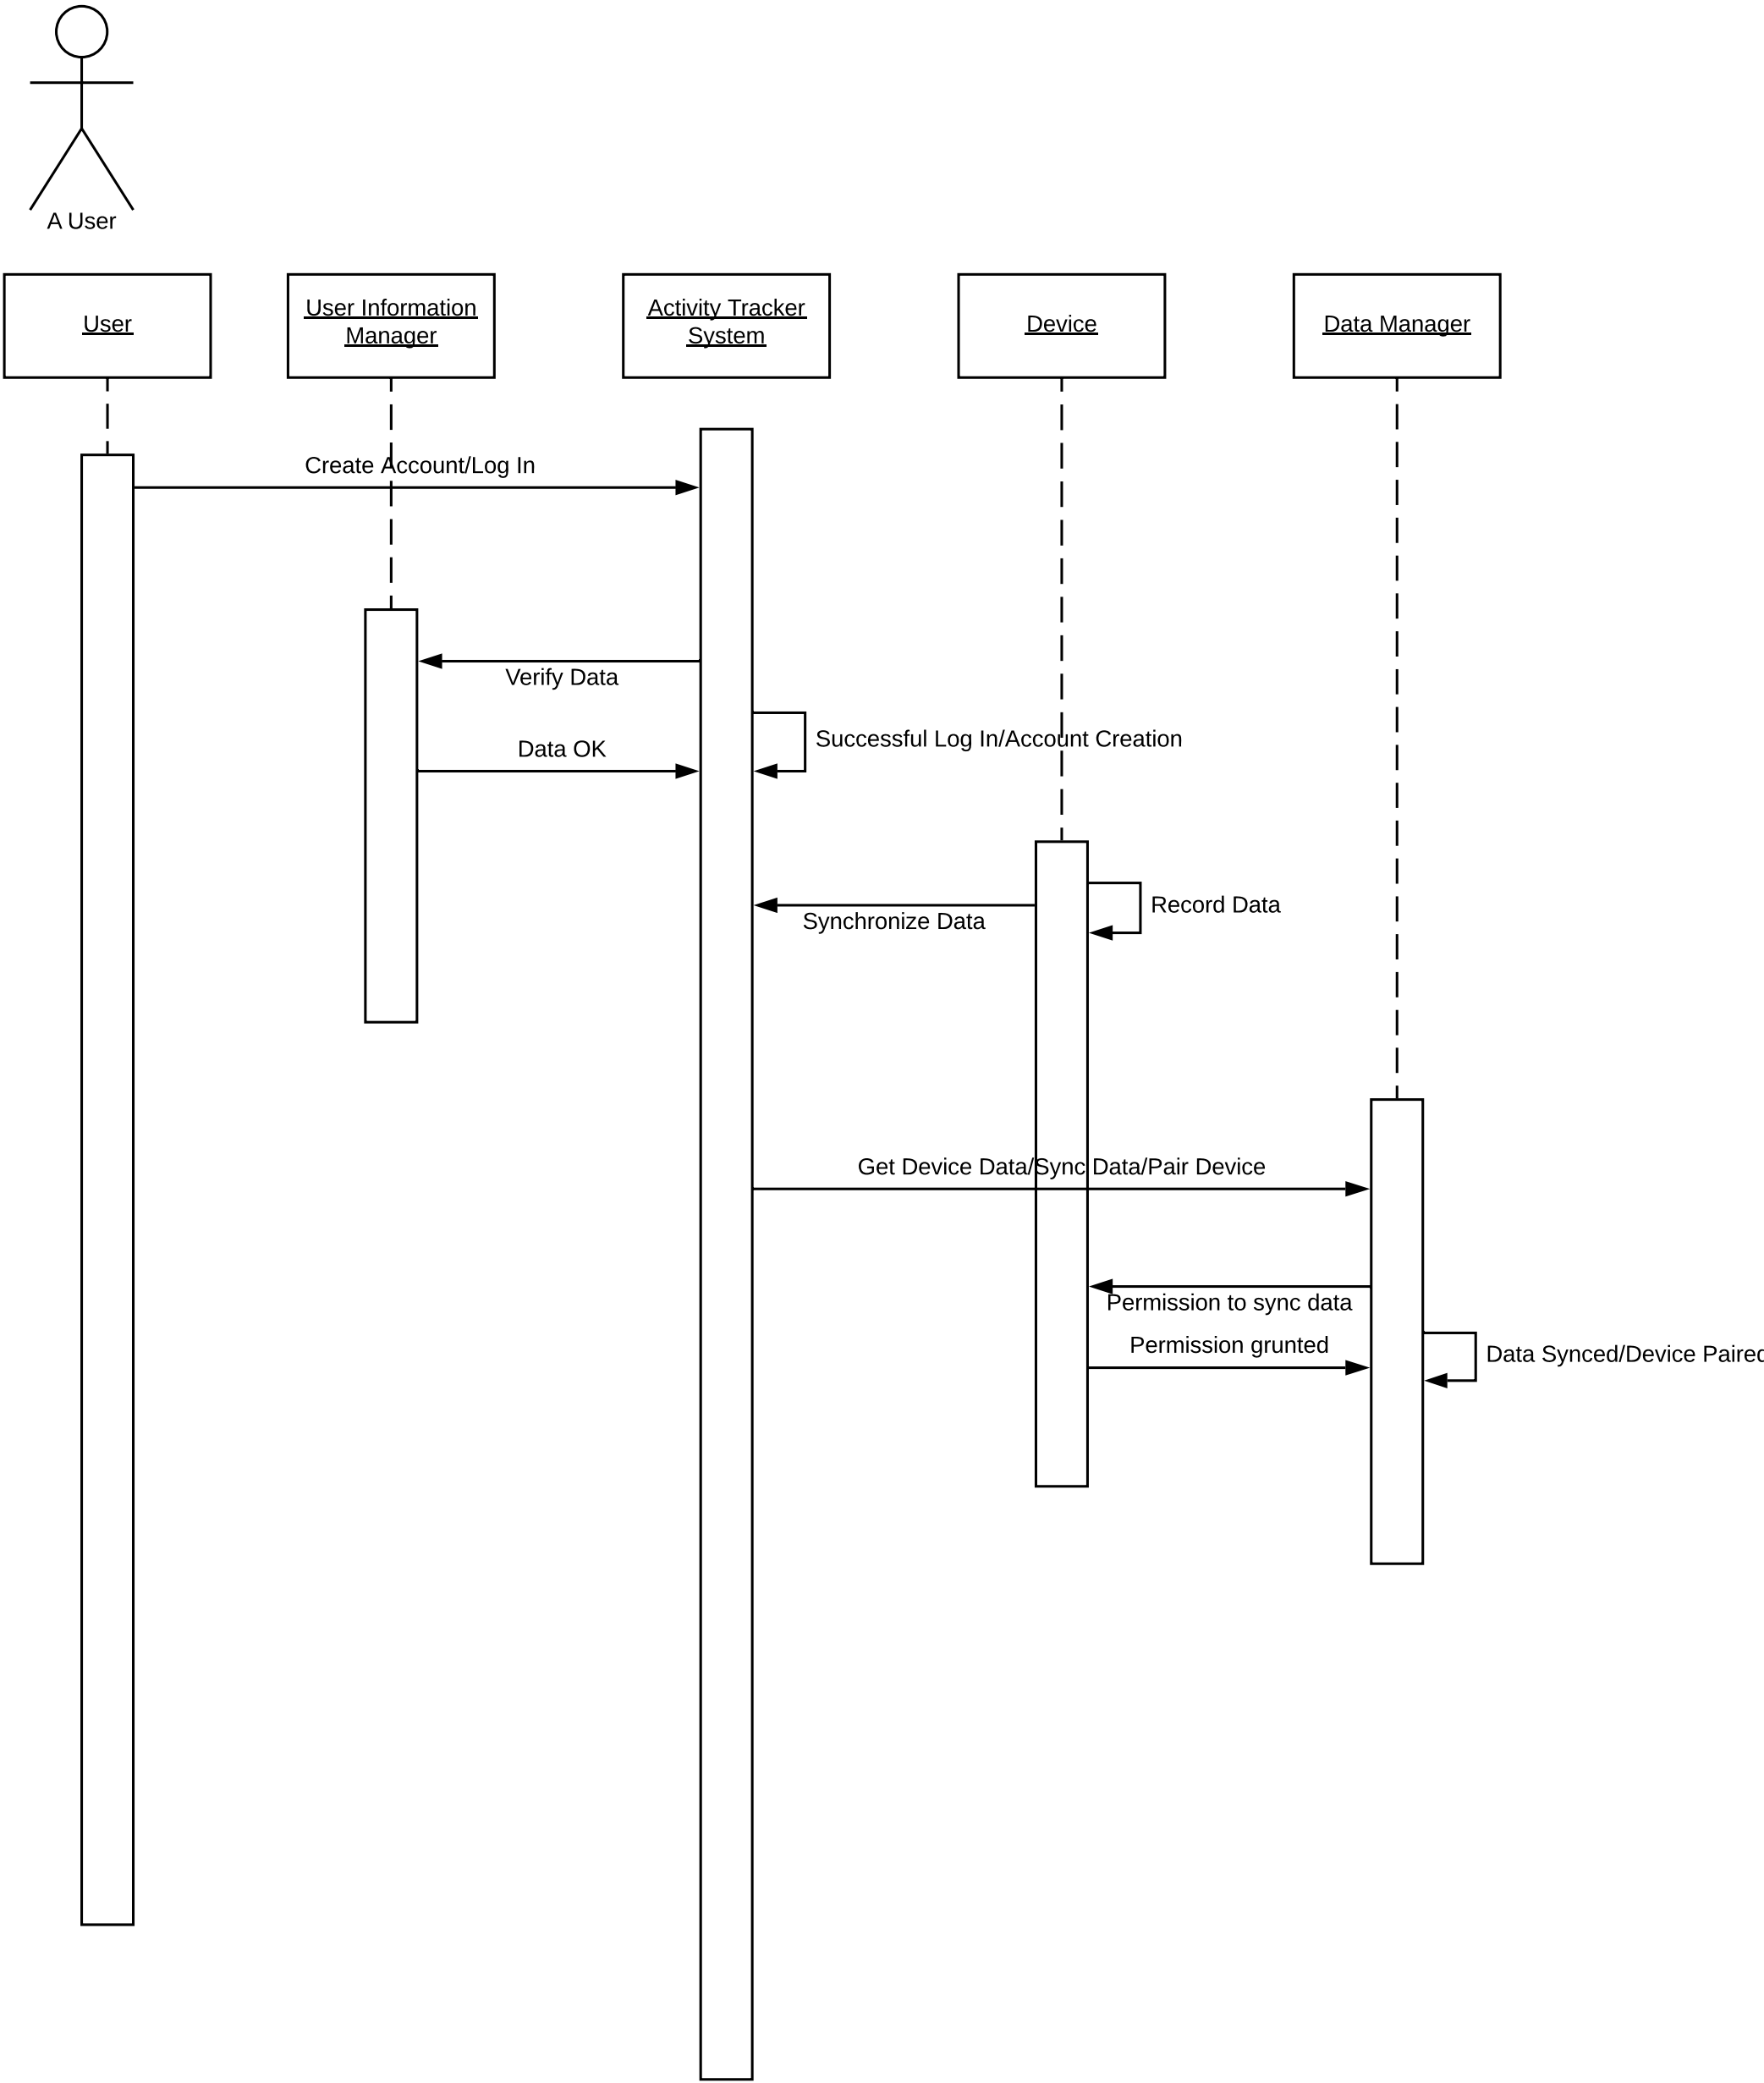 A User
User
User Information
Manager
Activity Tracker
System
Device
Data Manager
Create Account/Log In
Verify Data
Successful Log In/Account Creation
Data OK
Record Data
Synchronize Data
Get Device Data/Sync Data/Pair Device
Permission to sync data
Permission grunted
Data Synced/Device Paired